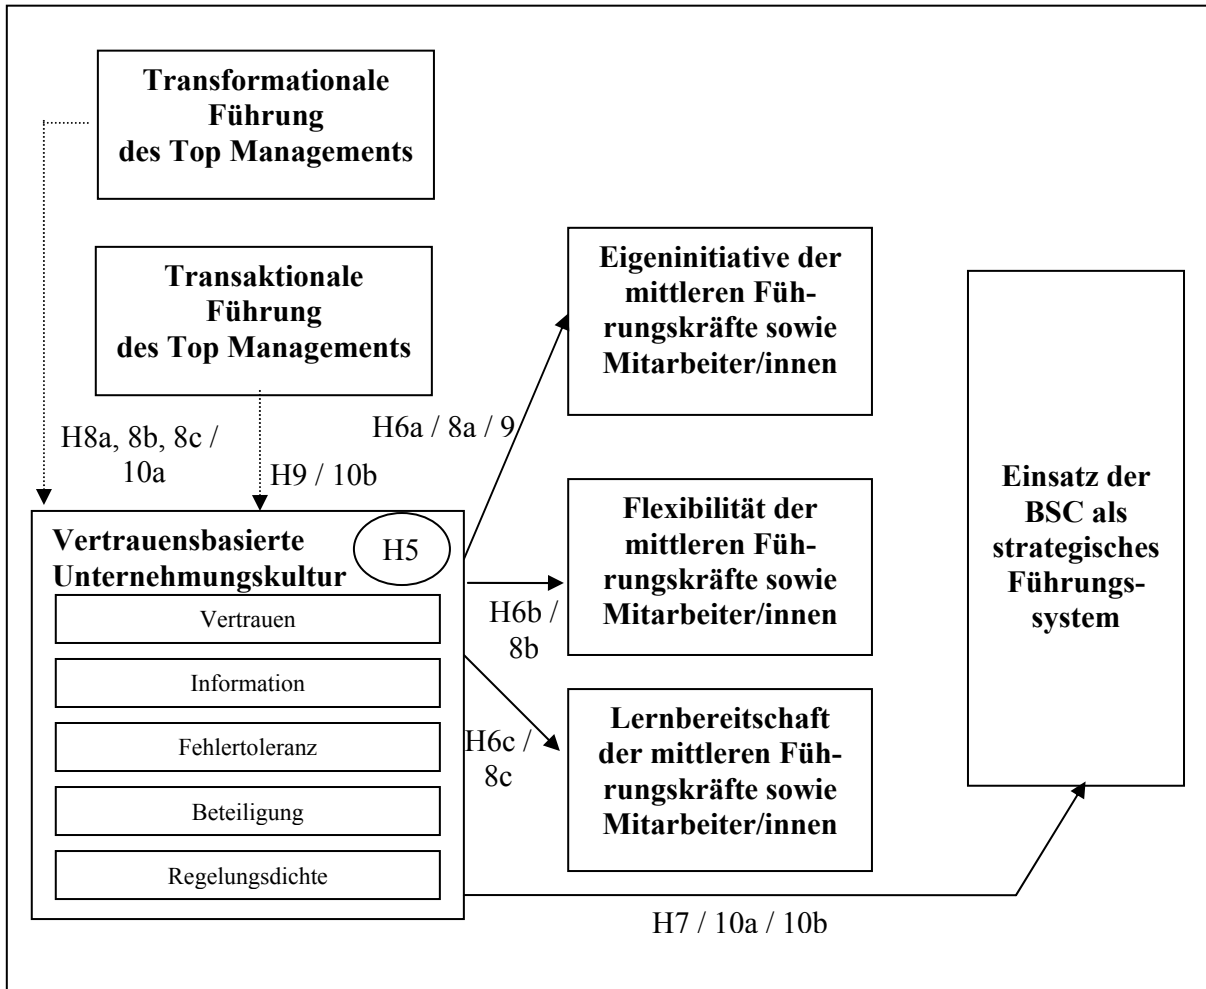 Transformationale
Führung
des Top Managements
Transaktionale
Führung
des Top Managements
H8a, 8b, 8c /
10a
H9 / 10b
H6a / 8a / 9
Eigeninitiative der
mittleren Füh-
rungskräfte sowie
Mitarbeiter/innen
Vertrauensbasierte
Unternehmungskultur
H5
Vertrauen
Information
Fehlertoleranz
Beteiligung
Regelungsdichte
H6b /
8b
Flexibilität der
mittleren Füh-
rungskräfte sowie
Mitarbeiter/innen
H6c /
8c
Lernbereitschaft
der mittleren Füh-
rungskräfte sowie
Mitarbeiter/innen
Einsatz der
BSC als
strategisches
Führungs-
system
H7 / 10a / 10b